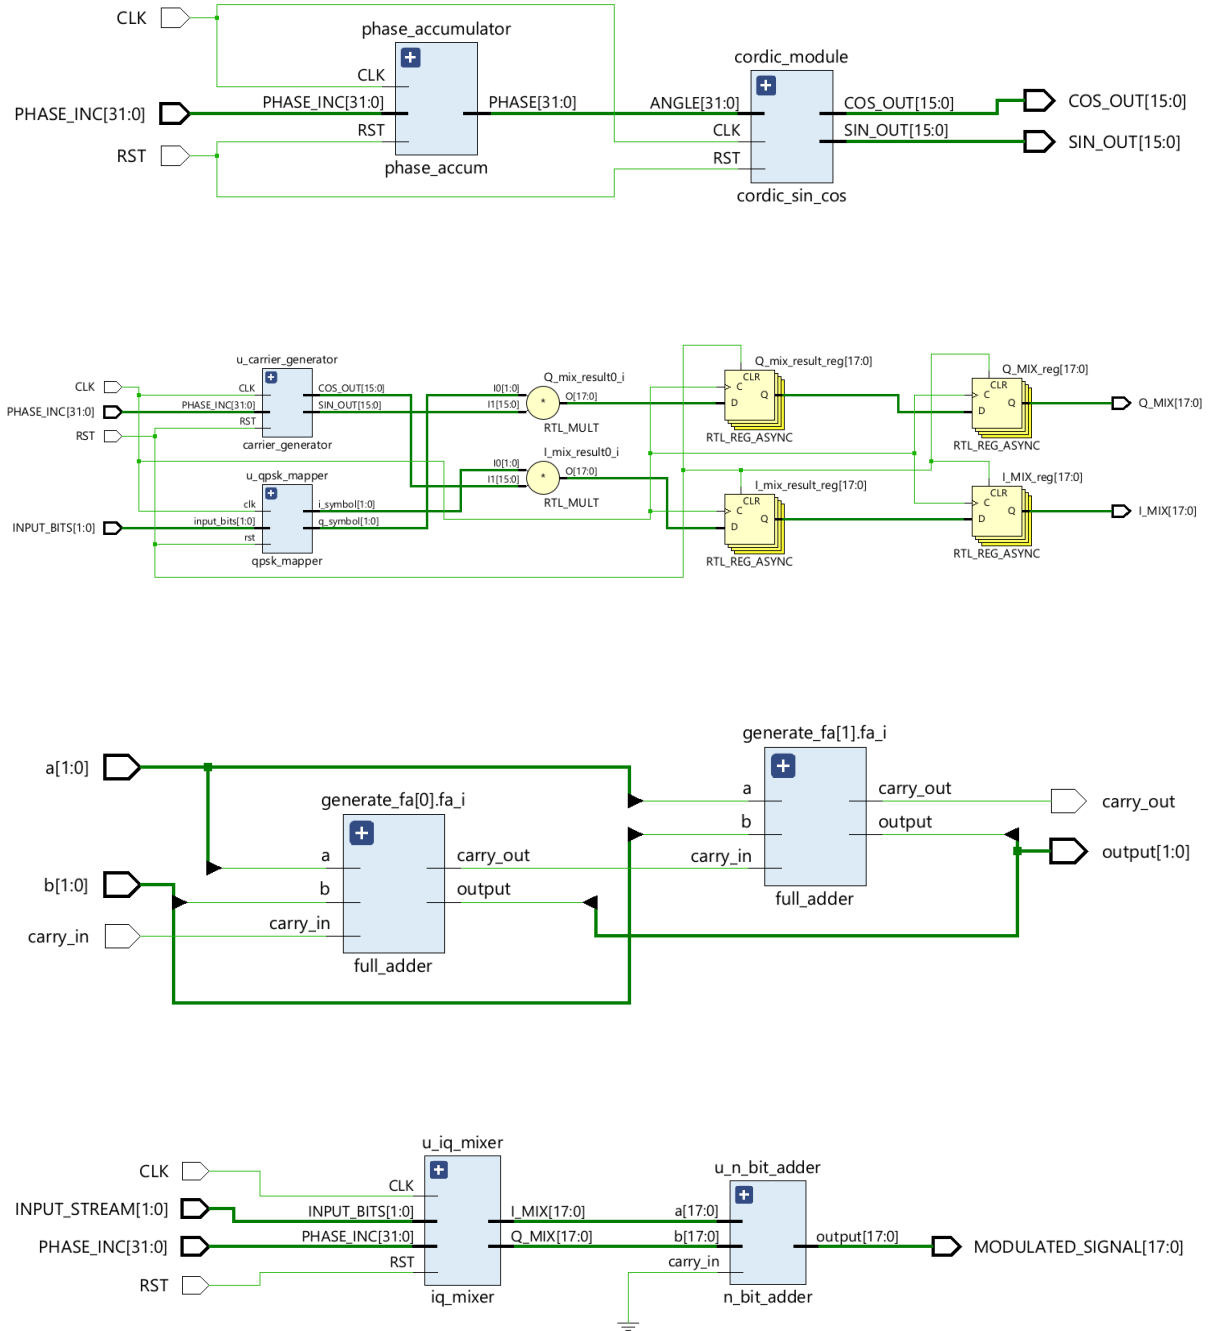 CLK
phase_accumulator
cordic_module
CLK
PHASE_INC[31:0]
PHASE_INC[31:0]
PHASE[31:0]
ANGLE[31:0]
COS_OUT[15:0]
COS_OUT[15:0]
RST
RST
CLK
SIN_OUT[15:0]
SIN_OUT[15:0]
RST
phase_accum
cordic_sin_cos
u_carrier_generator
Q_mix_result0_i
Q_mix_result_reg[17:0]
Q_MIX_reg[17:0]
CLK
CLK
COS_OUT[15:0]
I0[1:0]
CLR
CLR
PHASE_INC[31:0]
PHASE_INC[31:0]
SIN_OUT[15:0]
I1[15:0]
*
O[17:0]
C
D
Q
C
D
Q
Q_MIX[17:0]
RST
RST
carrier_generator
RTL_MULT
RTL_REG_ASYNC
RTL_REG_ASYNC
u_qpsk_mapper
I_mix_result0_i
I_mix_result_reg[17:0]
I_MIX_reg[17:0]
I0[1:0]
I1[15:0]
*
O[17:0]
RTL_MULT
clk
i_symbol[1:0]
CLR
CLR
INPUT_BITS[1:0]
input_bits[1:0]
q_symbol[1:0]
C
D
Q
C
D
Q
I_MIX[17:0]
rst
qpsk_mapper
RTL_REG_ASYNC
RTL_REG_ASYNC
generate_fa[1].fa_i
a[1:0]
generate_fa[0].fa_i
a
carry_out
carry_out
b
output
a
carry_out
carry_in
output[1:0]
b[1:0]
b
output
full_adder
carry_in
carry_in
full_adder
u_iq_mixer
u_n_bit_adder
CLK
CLK
INPUT_STREAM[1:0]
INPUT_BITS[1:0]
I_MIX[17:0]
a[17:0]
PHASE_INC[31:0]
PHASE_INC[31:0]
Q_MIX[17:0]
b[17:0]
output[17:0]
MODULATED_SIGNAL[17:0]
RST
RST
carry_in
iq_mixer
n_bit_adder